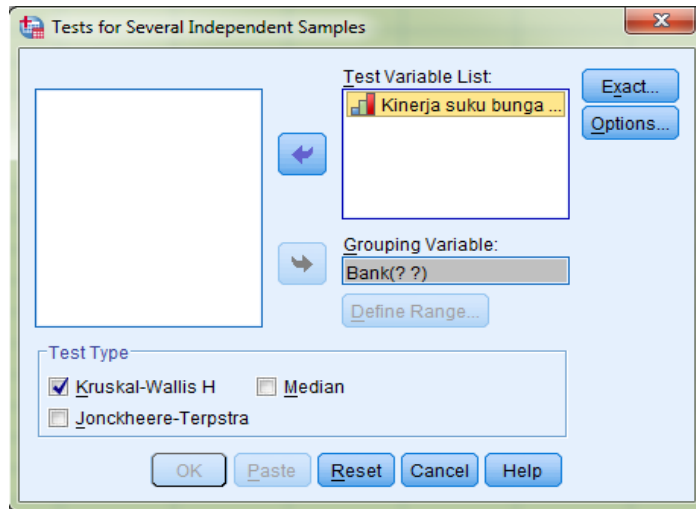 Tests for Several Independent Samples
Test Variable List:
Kinerja suku bunga ...
Exact...
Options...
Grouping Variable:
Bank(? ?)
Define Range...
Test Type
Kruskal-Wallis H
Median
Jonckheere-Terpstra
OK
Paste
Reset
Cancel
Help